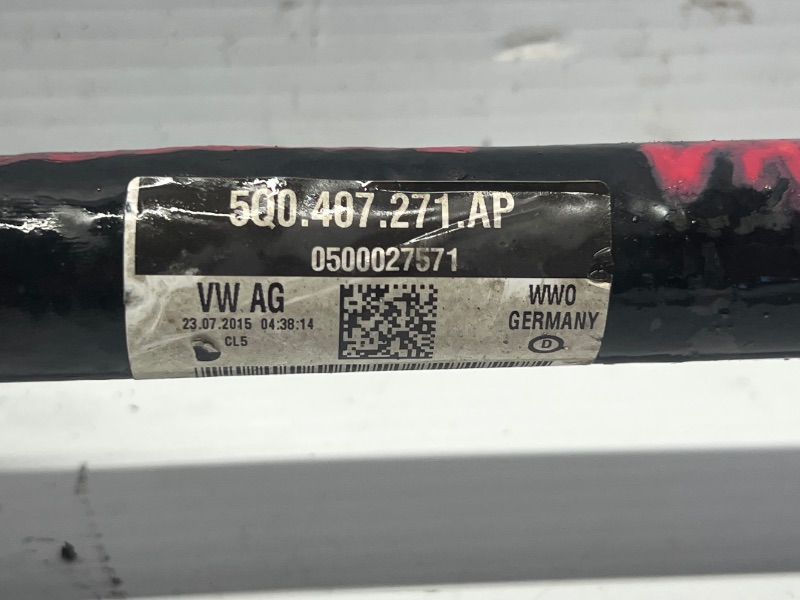 5Q0.407.271.AP
0500027571
VW AG
23.07.2015 04:38:14
CL5
WWO
GERMANY
D